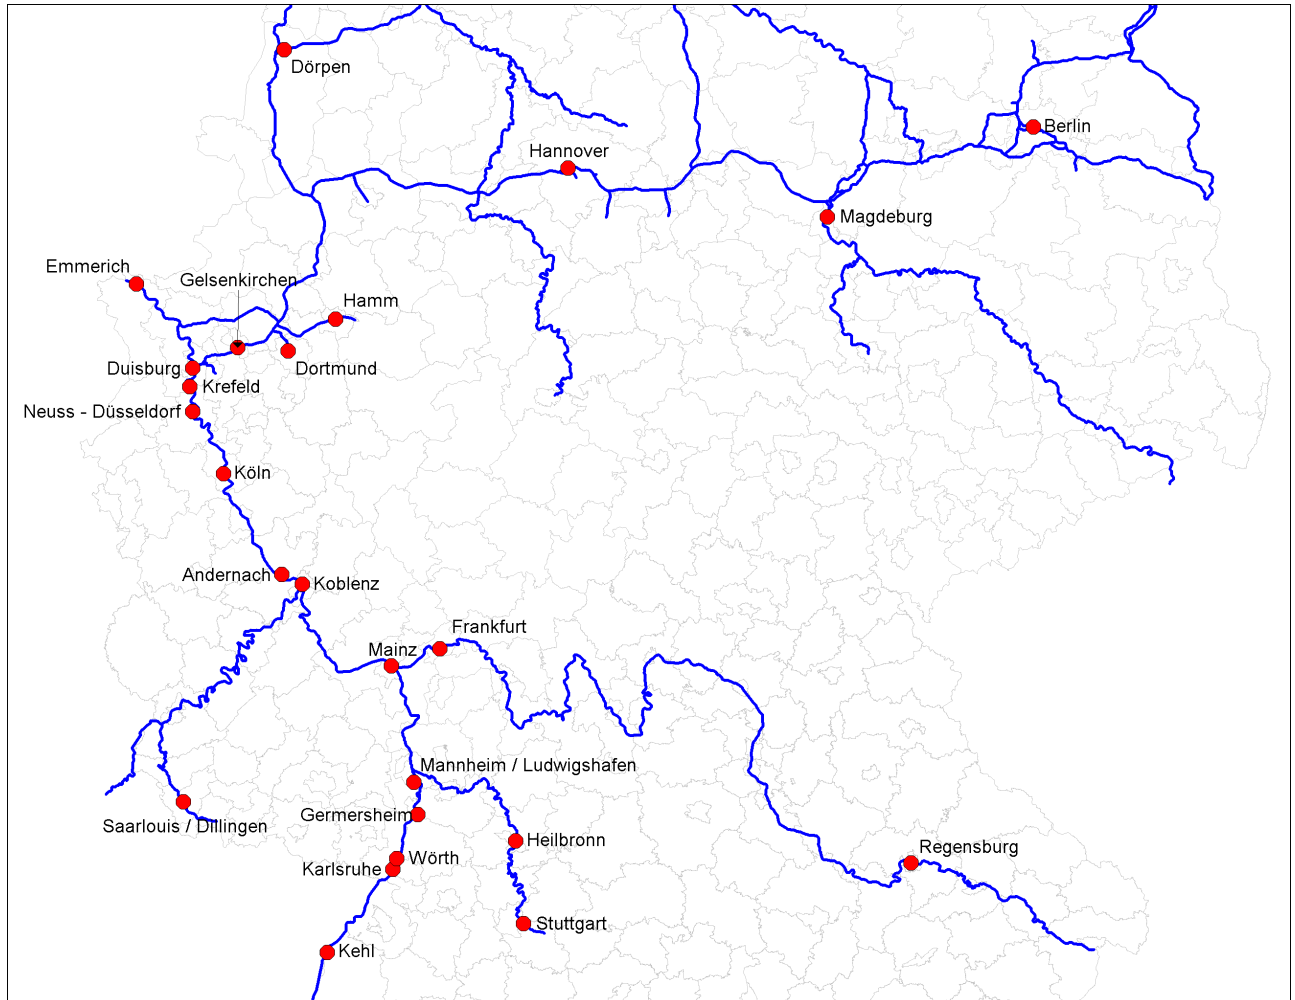 Dörpen
Berlin
Hannover
Magdeburg
Emmerich
Gelsenkirchen
Hamm
Duisburg
Dortmund
Krefeld
Neuss - Düsseldorf
Köln
Andernach
Koblenz
Frankfurt
Mainz
Mannheim / Ludwigshafen
Germersheim
Saarlouis / Dillingen
Heilbronn
Regensburg
Wörth
Karlsruhe
Stuttgart
Kehl